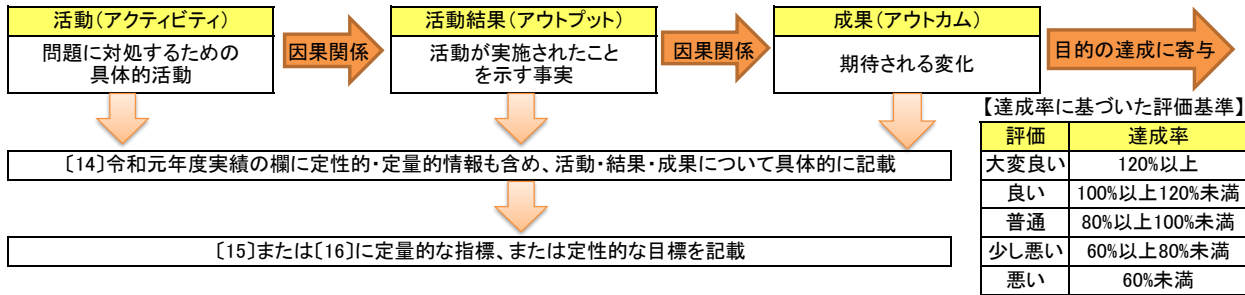 活動(アクティビティ)
問題に対処するための
具体的活動
因果関係
活動結果(アウトプット)
活動が実施されたこと
を示す事実
因果関係
成果(アウトカム)
期待される変化
目的の達成に寄与
〔14〕令和元年度実績の欄に定性的・定量的情報も含め、活動・結果・成果について具体的に記載
〔15〕または〔16〕に定量的な指標、または定性的な目標を記載
【達成率に基づいた評価基準】
評価 達成率
大変良い 120%以上
良い 100%以上120%未満
普通 80%以上100%未満
少し悪い 60%以上80%未満
悪い 60%未満